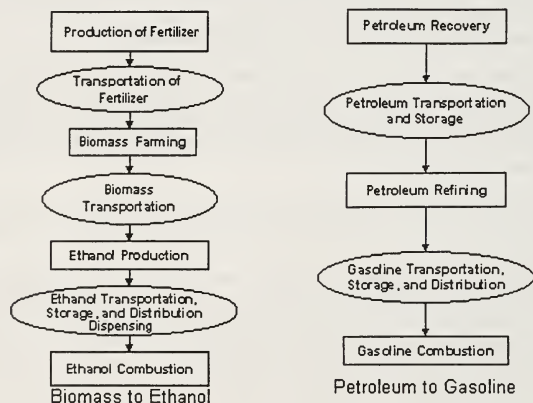 Production of Fertilizer
Transportation of
Fertilizer
Biomass Farming
Biomass
Transportation
Ethanol Production
Ethanol Transportation,
Storage, and Distribution
Dispensing
Ethanol Combustion
Biomass to Ethanol
Petroleum Recovery
Petroleum Transportation
and Storage
Petroleum Refining
Gasoline Transportation,
Storage, and Distribution
Gasoline Combustion
Petroleum to Gasoline